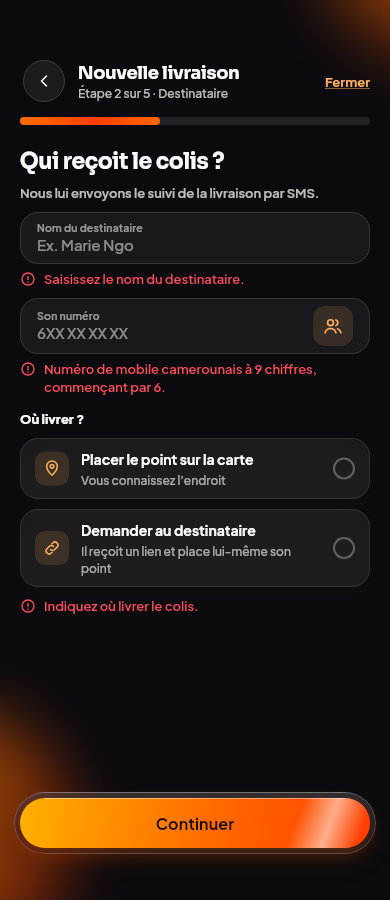 Nouvelle livraison
Étape 2 sur 5 · Destinataire
Fermer
Qui reçoit le colis ?
Nous lui envoyons le suivi de la livraison par SMS.
Nom du destinataire
Ex. Marie Ngo
Saisissez le nom du destinataire.
Son numéro
6XX XX XX XX
Numéro de mobile camerounais à 9 chiffres,
commençant par 6.
Où livrer ?
Placer le point sur la carte
Vous connaissez l'endroit
Demander au destinataire
Il reçoit un lien et place lui-même son
point
Indiquez où livrer le colis.
Continuer